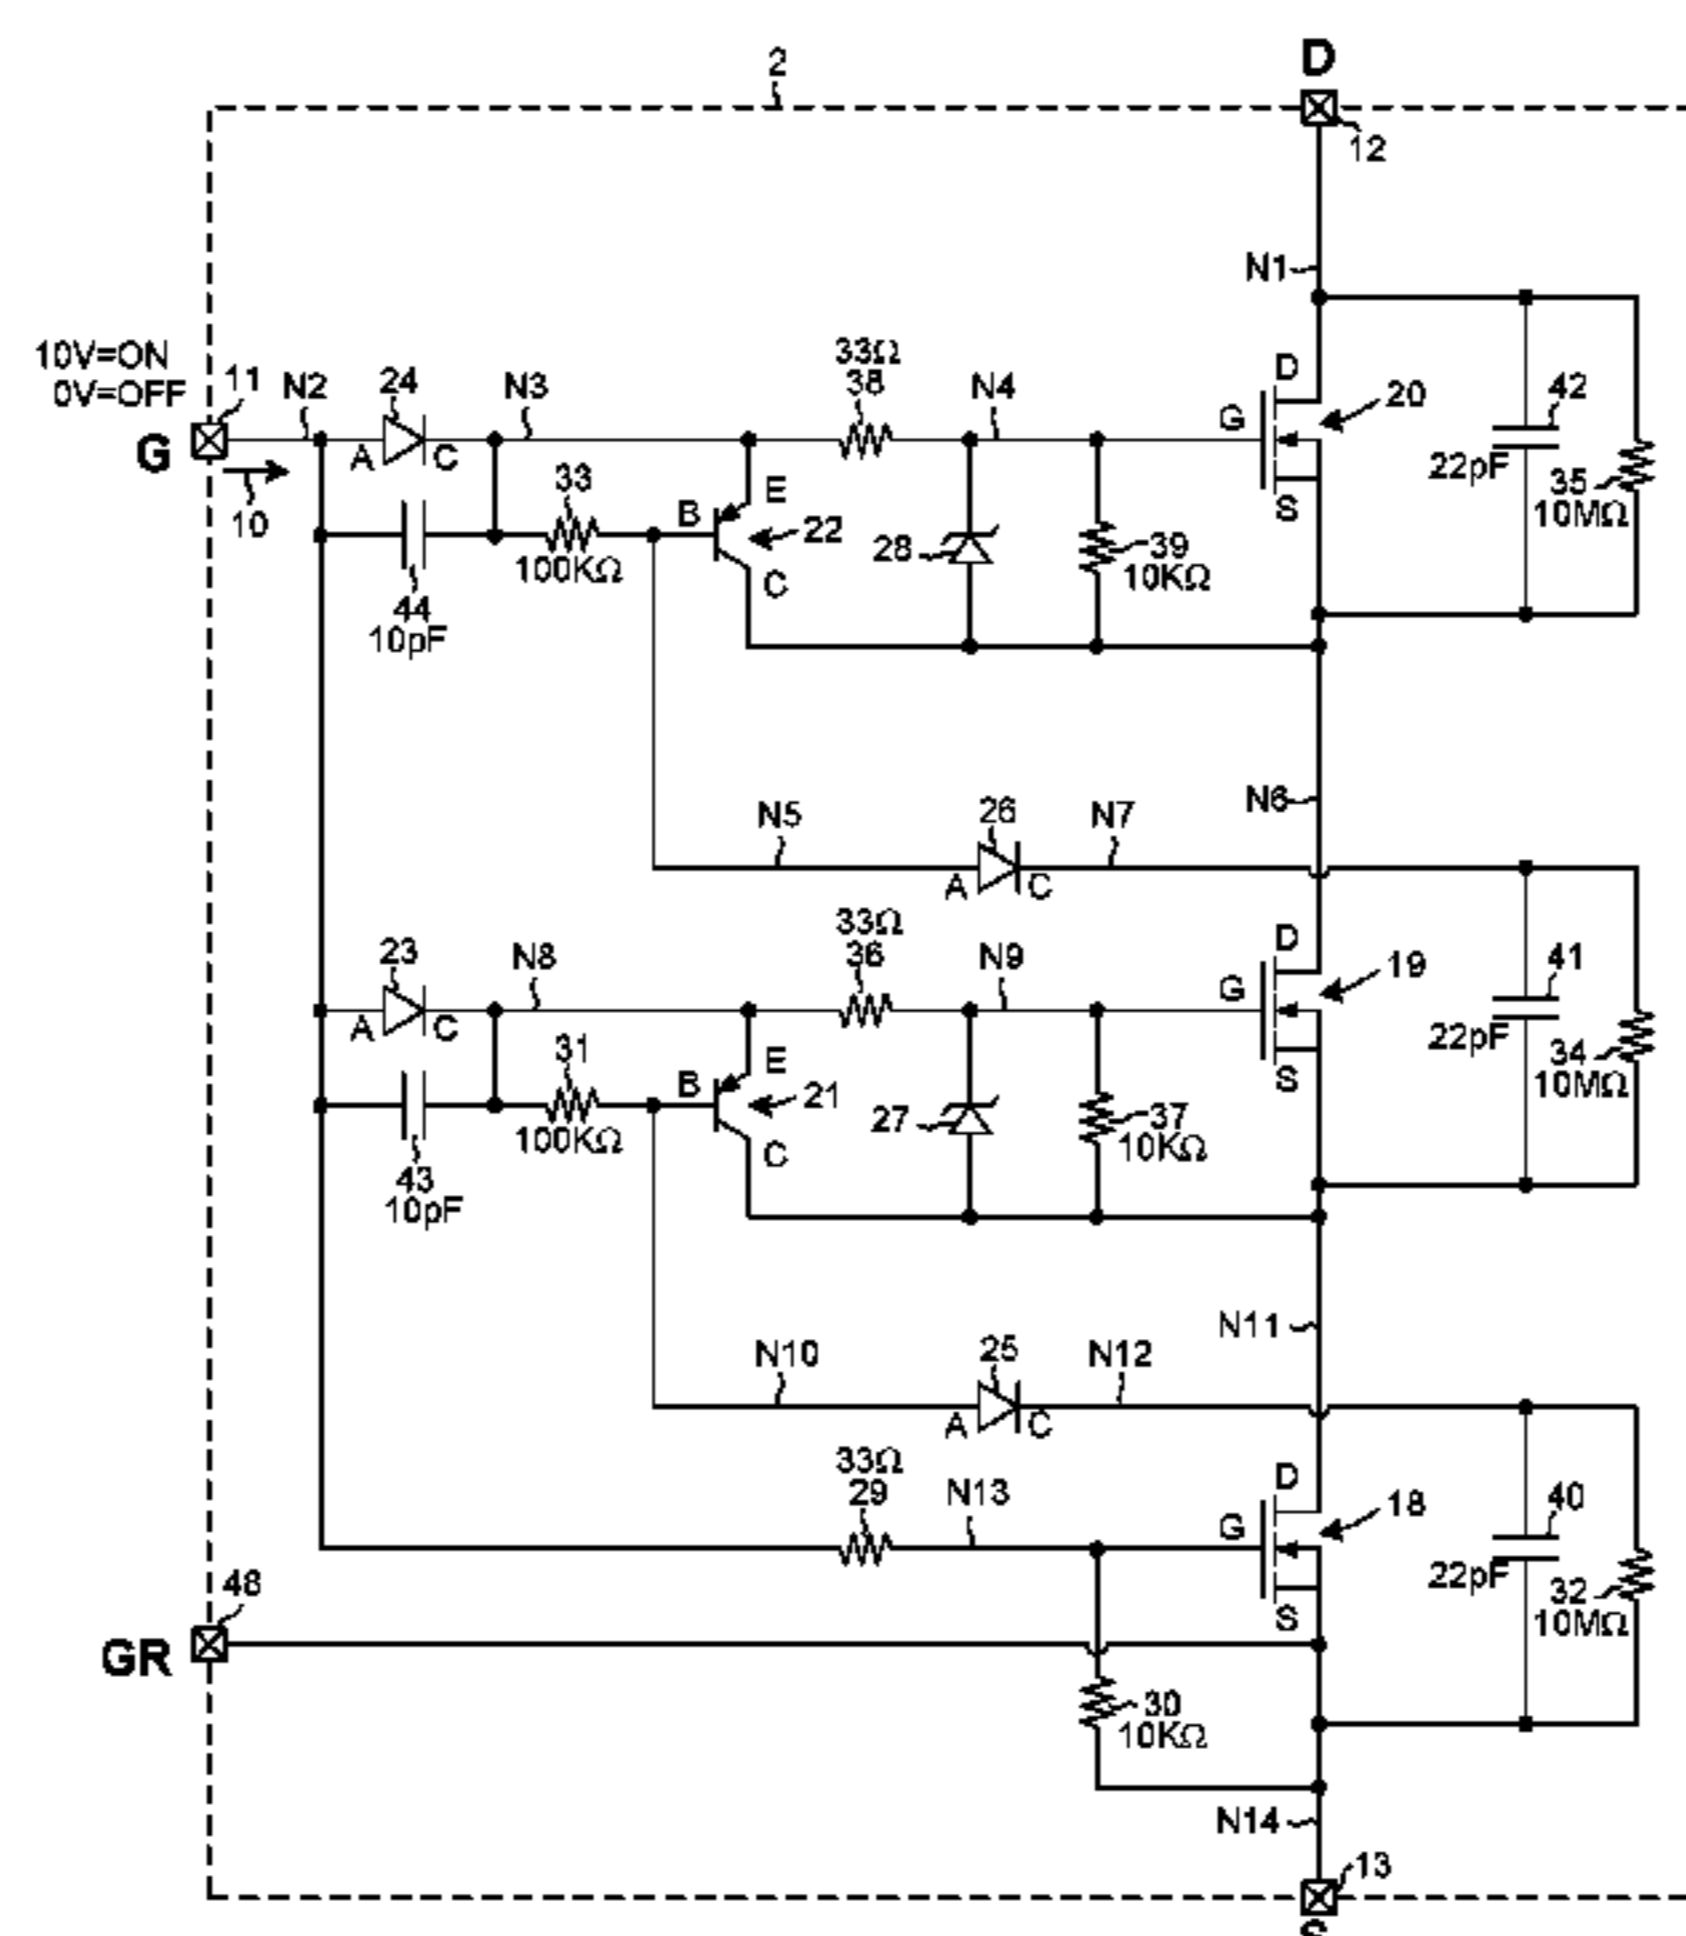 D
2
12
N1
10V=ON
0V=OFF
11
N2
24
N3
33Ω
38
N4
D
20
42
G
A
C
G
22pF
35
10MΩ
10
33
E
S
B
22
28
39
10KΩ
100KΩ
C
44
10pF
N5
26
N7
N6
A
C
33Ω
36
23
N8
N9
D
19
41
G
A
C
22pF
34
10MΩ
31
E
S
B
21
27
37
10KΩ
100KΩ
C
43
10pF
N11
N10
25
N12
A
C
33Ω
29
N13
D
18
40
G
22pF
32
10MΩ
48
S
GR
30
10KΩ
N14
13
S